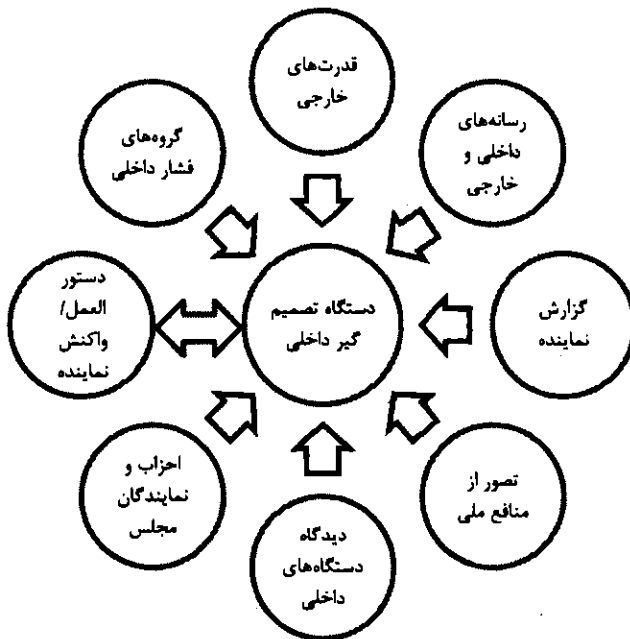 قدرت‌های
خارجی
رسانه‌های
داخلی و
خارجی
گزارش
نماینده
تصور از
منافع ملی
دیدگاه
دستگاه‌های
داخلی
احزاب و
نمایندگان
مجلس
دستور
العمل/
واکنش
نماینده
گروه‌های
فشار داخلی
دستگاه تصمیم
گیر داخلی